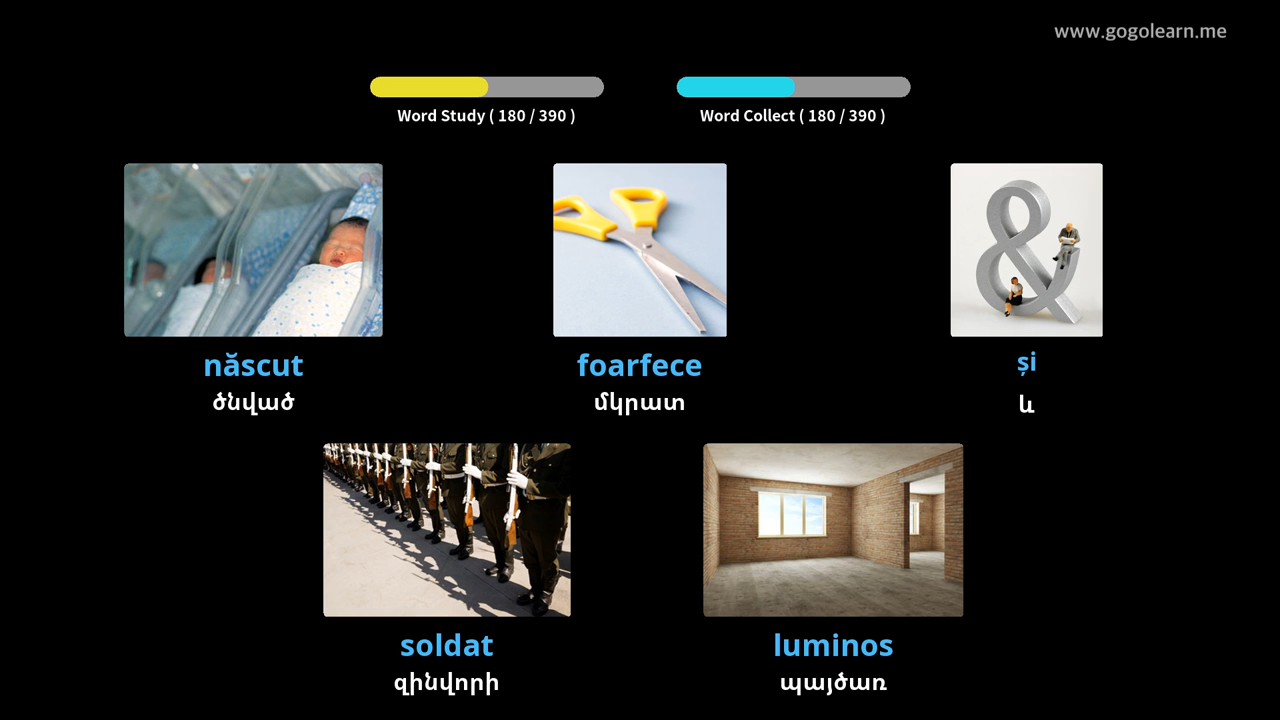 www.gogolearn.me
Word Study ( 180 / 390 )
Word Collect ( 180 / 390 )
născut
ծնված
foarfece
մկրատ
și
և
soldat
զինվորի
luminos
պայծառ